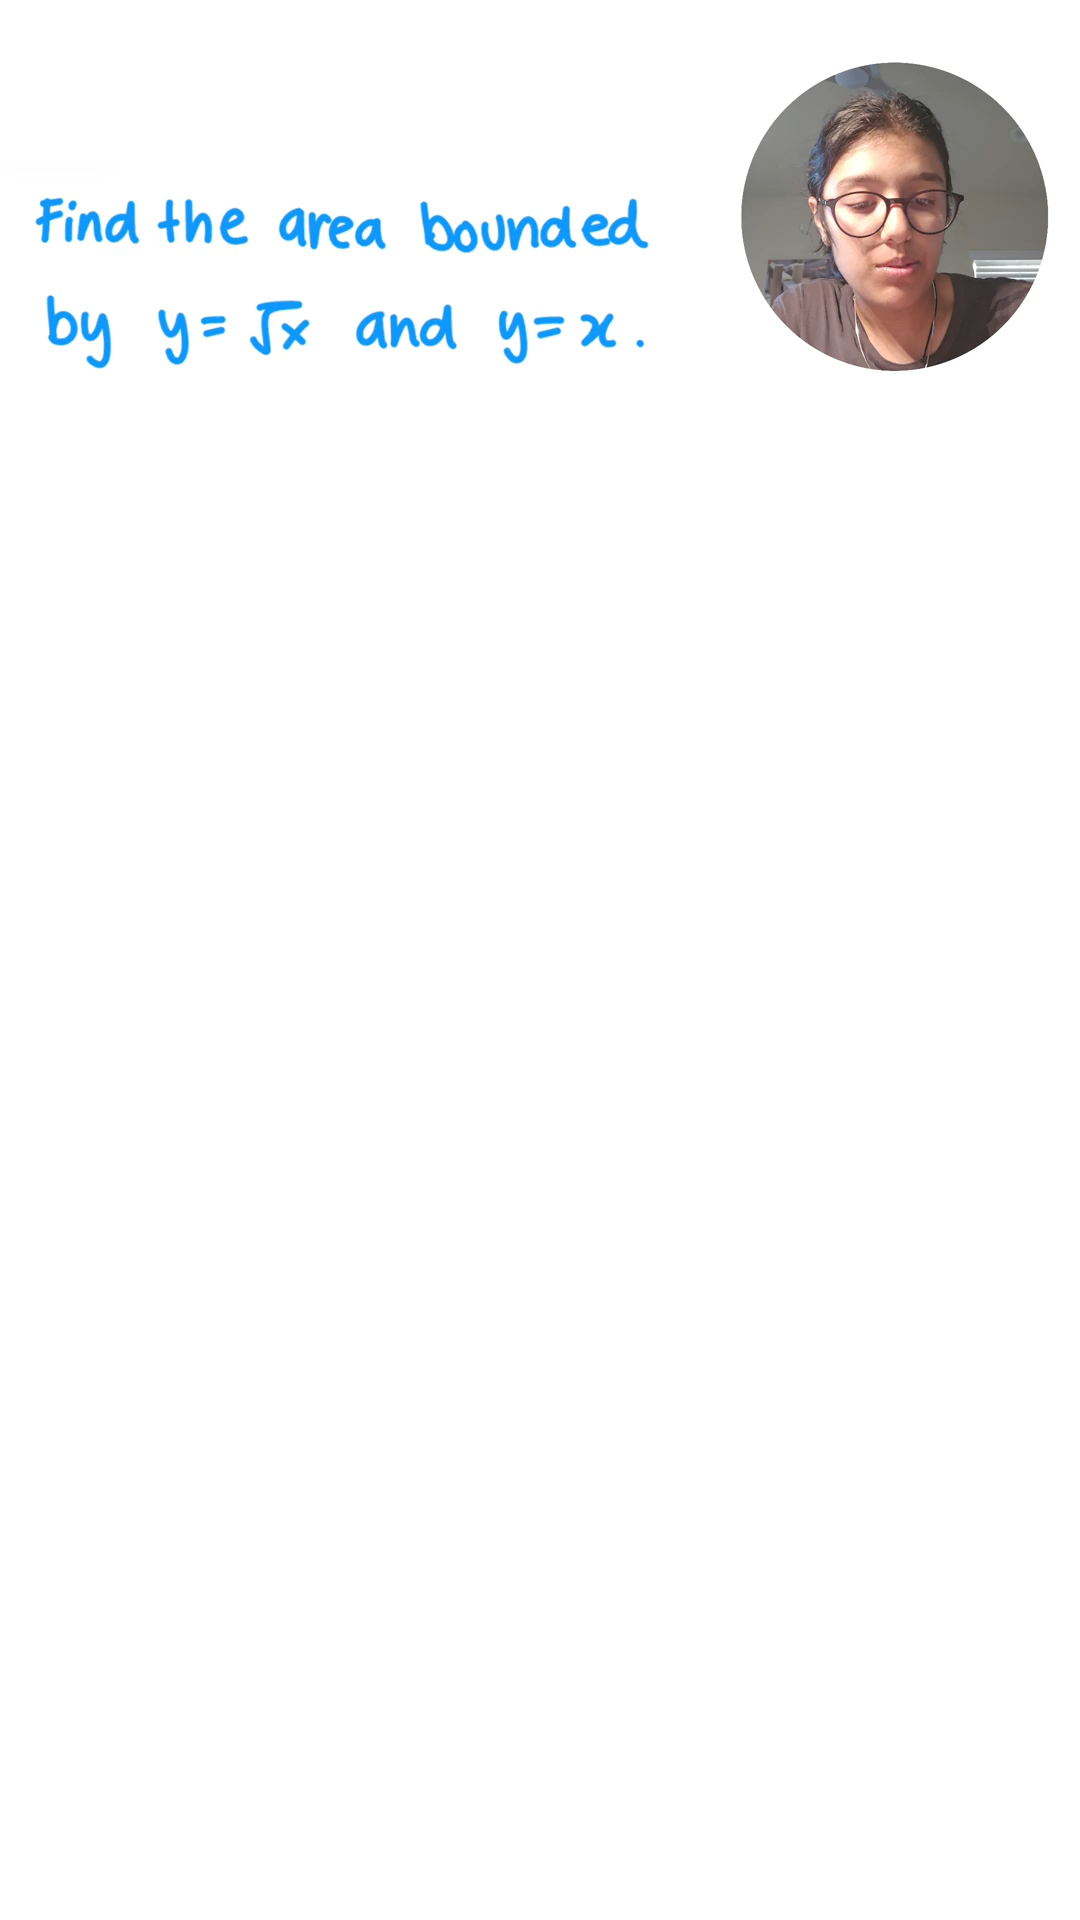 Find the area bounded
by y = √x and y = x.